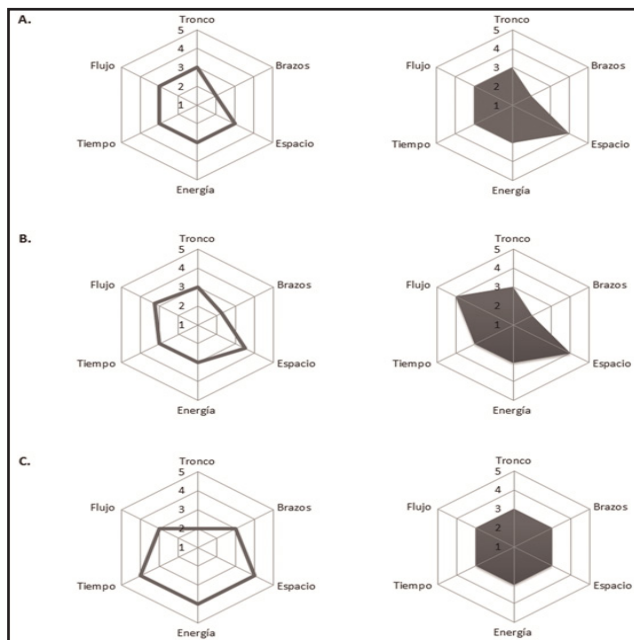 A.
Tronco
Tronco
5
4
3
2
1
5
4
3
2
1
Flujo
Brazos
Flujo
Brazos
Tiempo
Espacio
Tiempo
Espacio
Energía
Energía
B.
Tronco
Tronco
5
4
3
2
1
5
4
3
2
1
Flujo
Brazos
Flujo
Brazos
Tiempo
Espacio
Tiempo
Espacio
Energía
Energía
C.
Tronco
Tronco
5
4
3
2
1
5
4
3
2
1
Flujo
Brazos
Flujo
Brazos
Tiempo
Espacio
Tiempo
Espacio
Energía
Energía